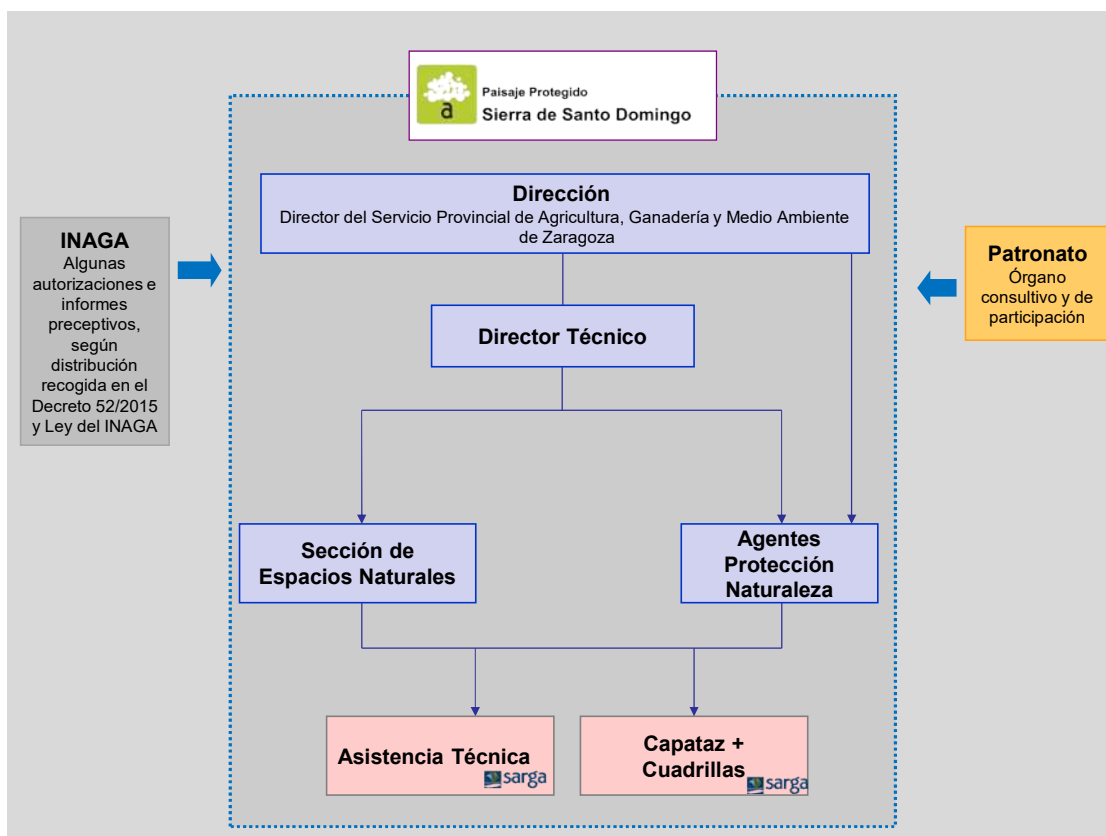 Paisaje Protegido
Sierra de Santo Domingo
a
Dirección
Director del Servicio Provincial de Agricultura, Ganadería y Medio Ambiente
de Zaragoza
INAGA
Algunas
autorizaciones e
informes
preceptivos,
según
distribución
recogida en el
Decreto 52/2015
y Ley del INAGA
Patronato
Órgano
consultivo y de
participación
Director Técnico
Sección de
Espacios Naturales
Agentes
Protección
Naturaleza
Asistencia Técnica
sarga
Capataz +
Cuadrillas
sarga